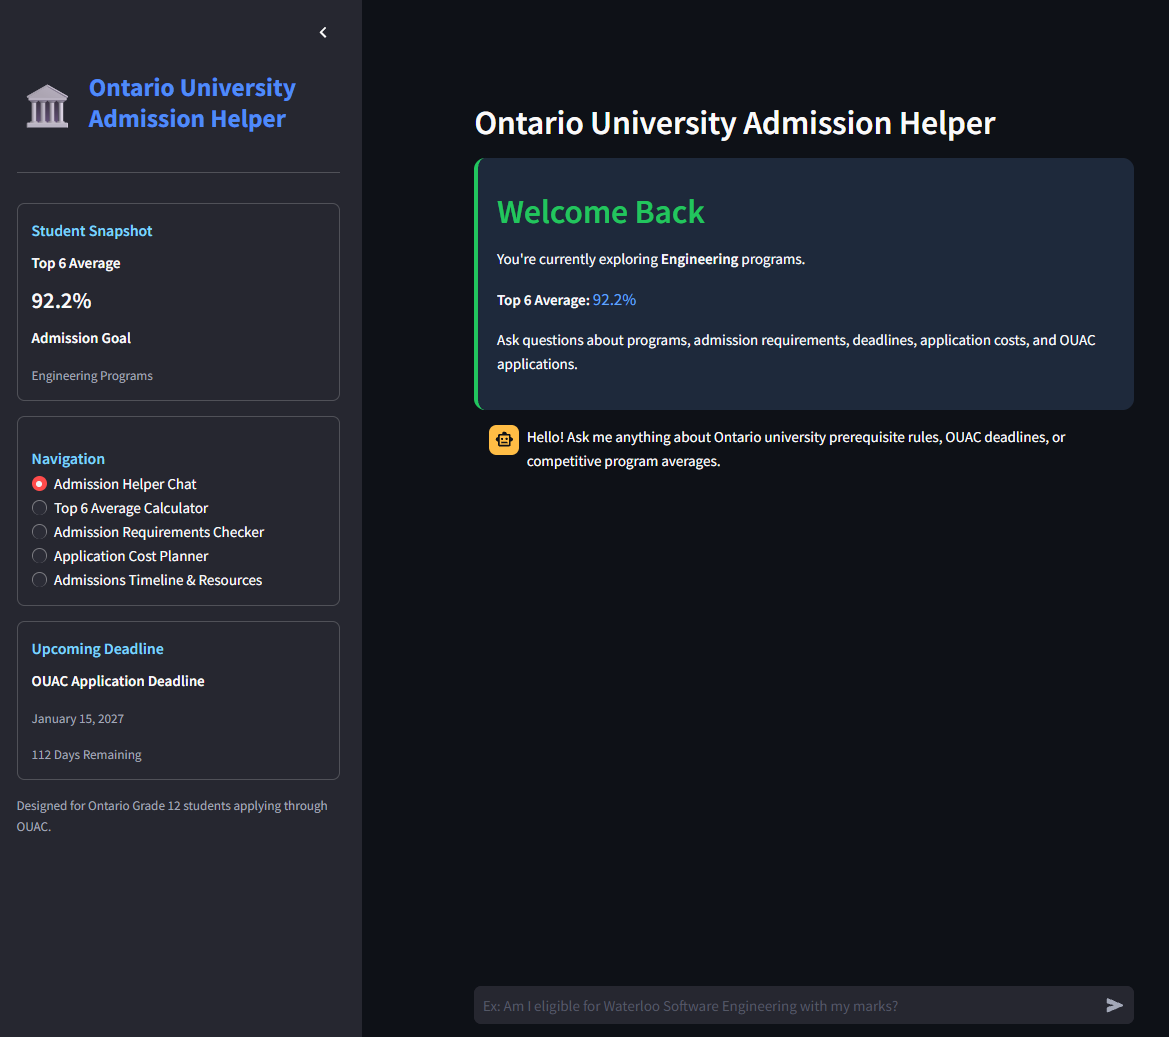 Ontario University
Admission Helper
Student Snapshot
Top 6 Average
92.2%
Admission Goal
Engineering Programs
Navigation
Admission Helper Chat
Top 6 Average Calculator
Admission Requirements Checker
Application Cost Planner
Admissions Timeline & Resources
Upcoming Deadline
OUAC Application Deadline
January 15, 2027
112 Days Remaining
Designed for Ontario Grade 12 students applying through
OUAC.
Ontario University Admission Helper
Welcome Back
You're currently exploring Engineering programs.
Top 6 Average: 92.2%
Ask questions about programs, admission requirements, deadlines, application costs, and OUAC
applications.
Hello! Ask me anything about Ontario university prerequisite rules, OUAC deadlines, or
competitive program averages.
Ex: Am I eligible for Waterloo Software Engineering with my marks?